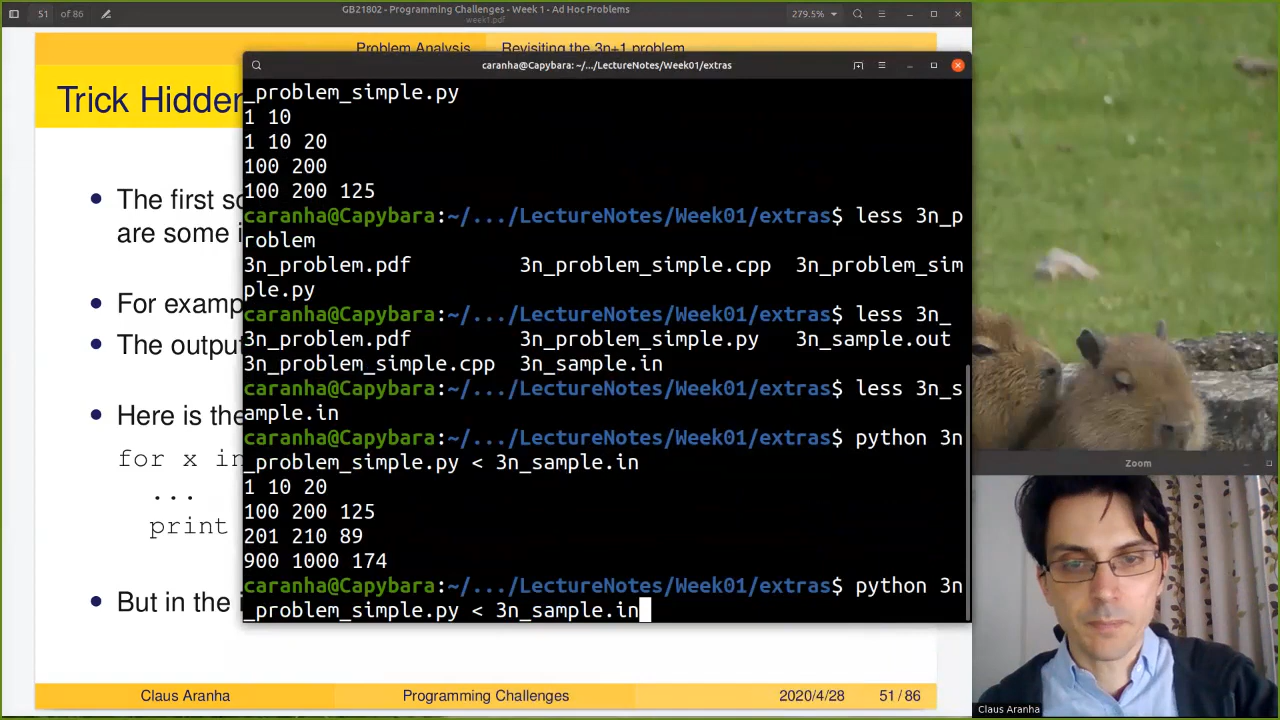 51 of 86
GB21802 - Programming Challenges - Week 1 - Ad Hoc Problems
week1.pdf
279.5%
Problem Analysis Revisiting the 3n+1 problem
Trick Hidden
caranha@Capybara: ~/.../LectureNotes/Week01/extras
_problem_simple.py
1 10
1 10 20
100 200
100 200 125
caranha@Capybara:~/.../LectureNotes/Week01/extras$ less 3n_p
roblem
3n_problem.pdf 3n_problem_simple.cpp 3n_problem_sim
ple.py
caranha@Capybara:~/.../LectureNotes/Week01/extras$ less 3n_
3n_problem.pdf 3n_problem_simple.py 3n_sample.out
3n_problem_simple.cpp 3n_sample.in
caranha@Capybara:~/.../LectureNotes/Week01/extras$ less 3n_s
ample.in
caranha@Capybara:~/.../LectureNotes/Week01/extras$ python 3n
_problem_simple.py < 3n_sample.in
1 10 20
100 200 125
201 210 89
900 1000 174
caranha@Capybara:~/.../LectureNotes/Week01/extras$ python 3n
_problem_simple.py < 3n_sample.in
The first
are some
For
The
Here is the
for x in
...
print
But in the
Claus Aranha Programming Challenges 2020/4/28 51 / 86
Zoom
Claus Aranha